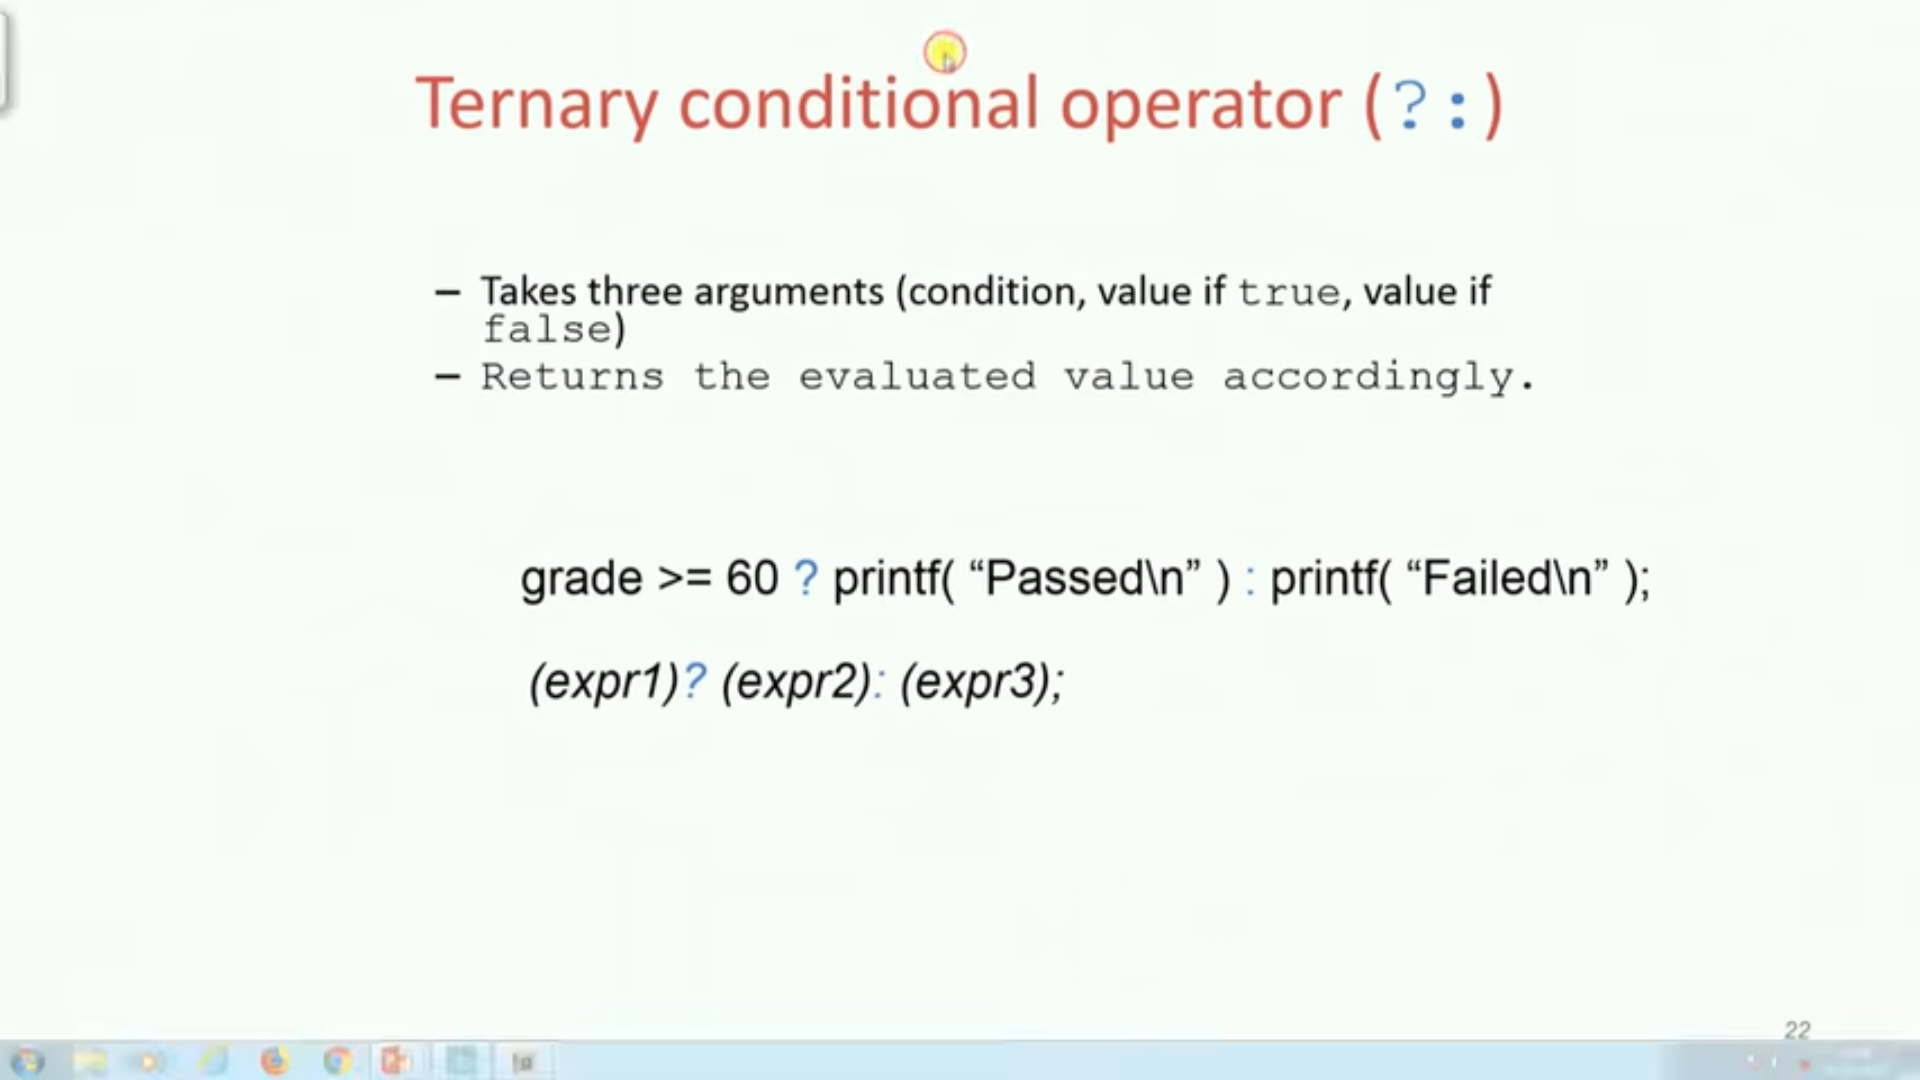 Ternary conditional operator (?:)
– Takes three arguments (condition, value if true, value if
false)
– Returns the evaluated value accordingly.
grade >= 60 ? printf( “Passed\n” ) : printf( “Failed\n” );
(expr1)? (expr2): (expr3);
22